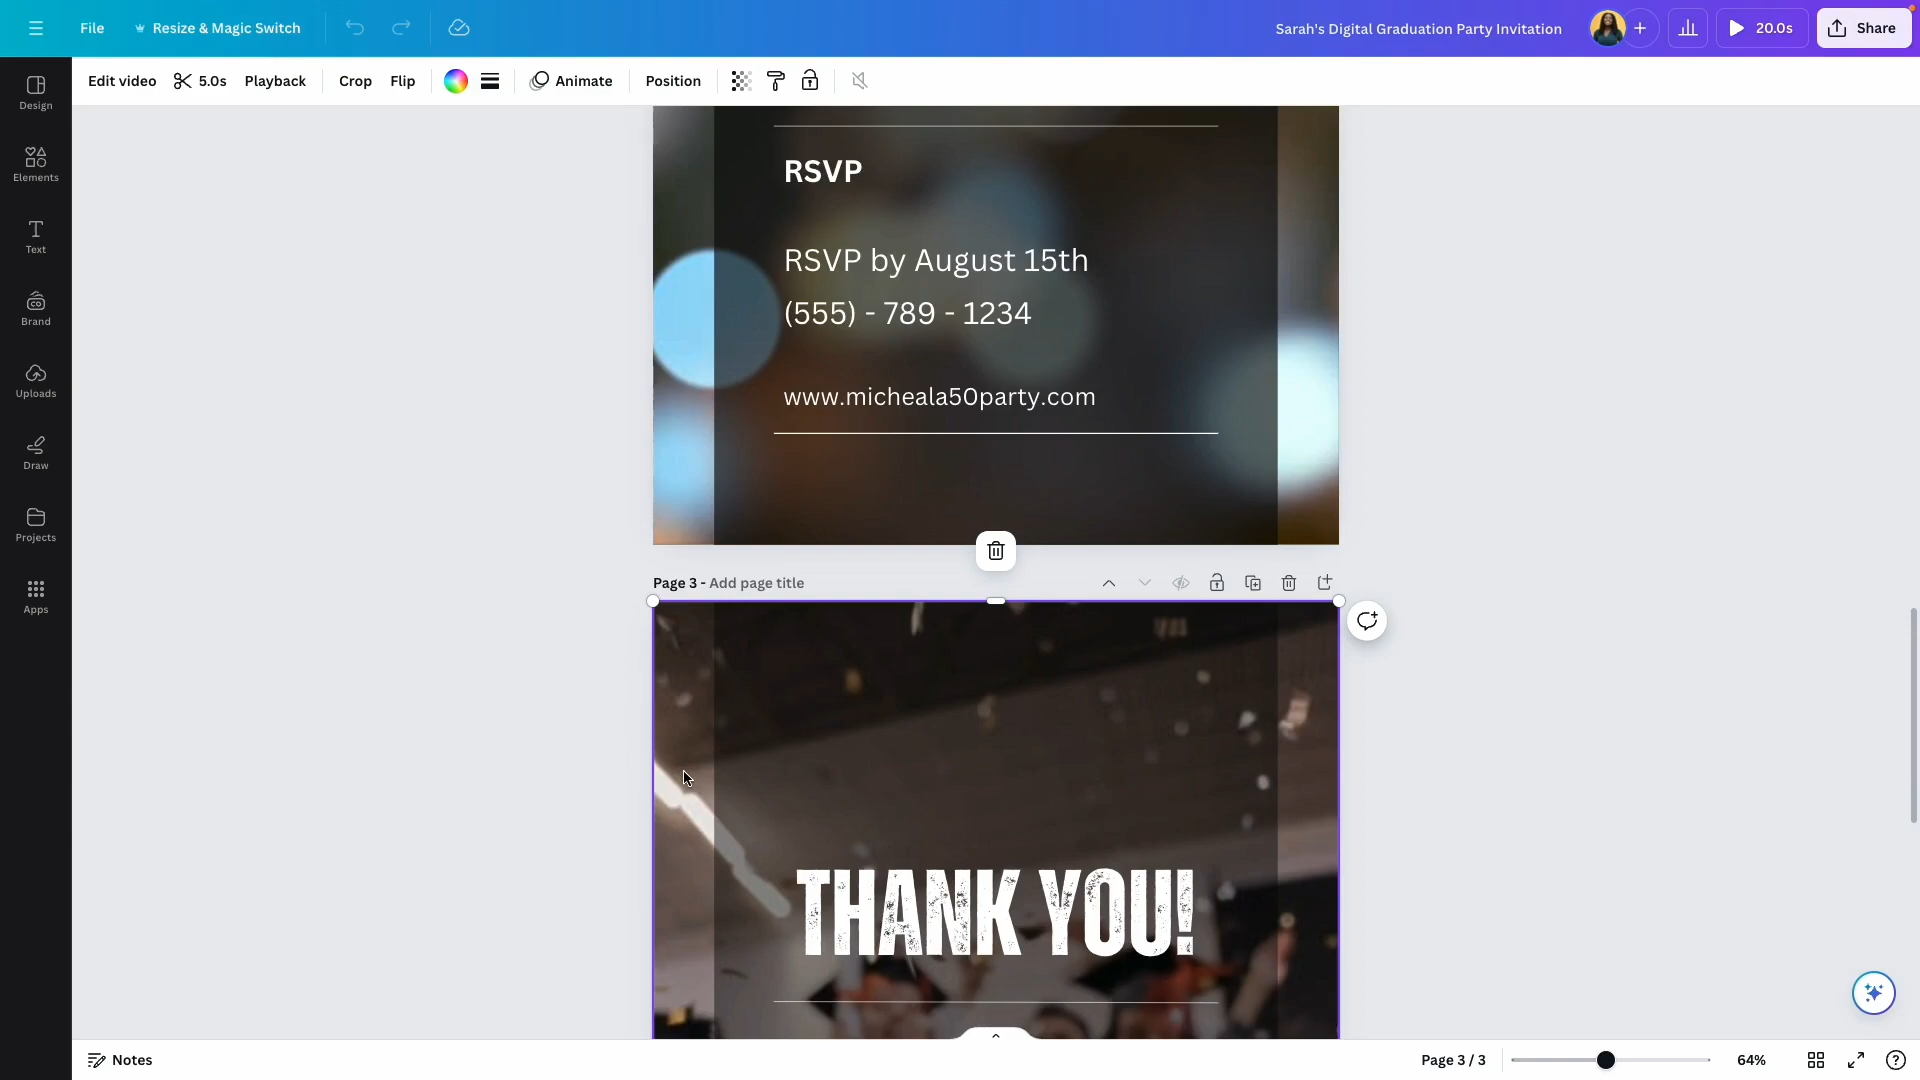 File
Resize & Magic Switch
Sarah's Digital Graduation Party Invitation
20.0s
Share
Edit video
5.0s
Playback
Crop
Flip
Animate
Position
Design
Elements
Text
Brand
Uploads
Draw
Projects
Apps
RSVP
RSVP by August 15th
(555) - 789 - 1234
www.micheala50party.com
Page 3 - Add page title
THANK YOU!
Notes
Page 3 / 3
64%